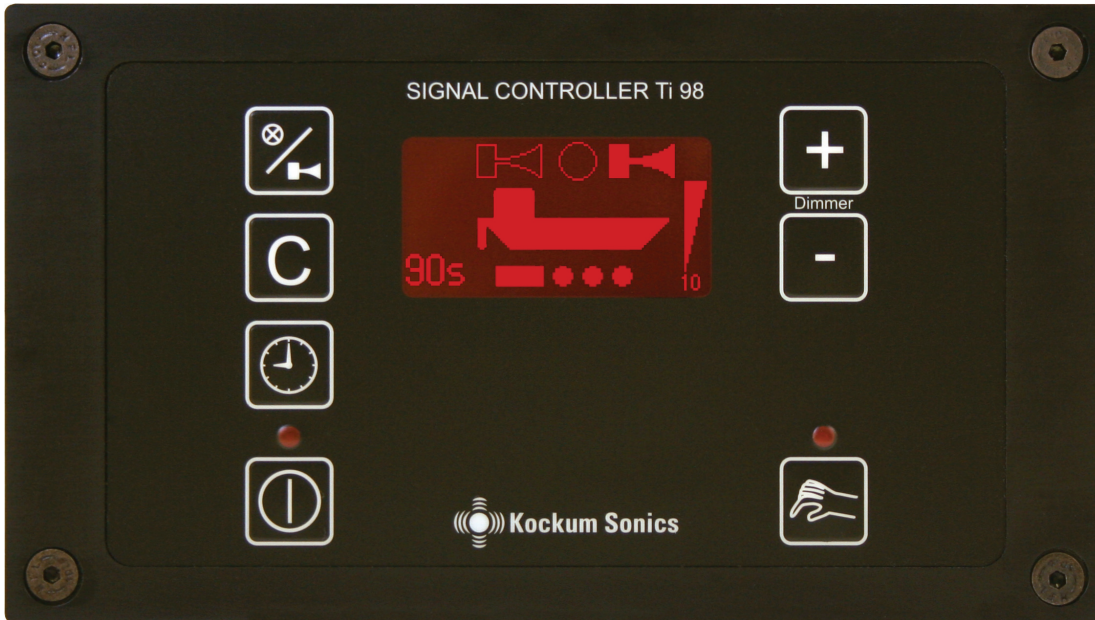 SIGNAL CONTROLLER Ti 98
+
Dimmer
C
-
90s
10
Kockum Sonics